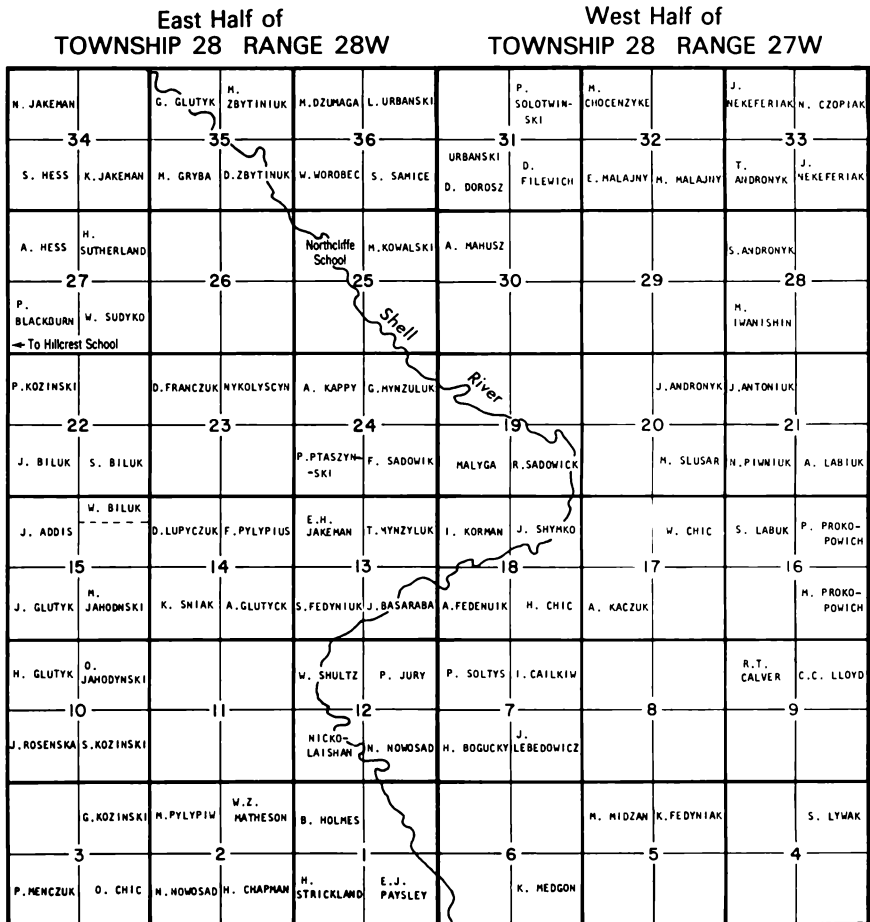 East Half of
TOWNSHIP 28 RANGE 28W
West Half of
TOWNSHIP 28 RANGE 27W
N. JAKEMAN
G. GLUTYK
M.
ZBYTINIUK
M.DZUMAGA
L. URBANSKI
P.
SOLOTWIN-
SKI
M.
CHOCENZYKE
J.
NEKEFERIAK
N. CZOPIAK
34
35
36
31
32
33
S. HESS
K.JAKEMAN
M. GRYBA
D.ZBYTINUK
W.WOROBEC
S. SAMICE
URBANSKI
D. DOROSZ
D.
FILEWICH
E. MALAJNY
M. MALAJNY
T.
ANDRONYK
J.
NEKEFERIAK
A. HESS
H.
SUTHERLAND
Northcliffe
School
M.KOWALSKI
A. MAHUSZ
S.ANDRONYK
27
26
25
30
29
28
P.
BLACKBURN
W. SUDYKO
Shell
M.
IWANISHIN
← To Hillcrest School
P.KOZINSKI
D.FRANCZUK
NYKOLYSCYN
A. KAPPY
G.MYNZULUK
River
J.ANDRONYK
J.ANTONIUK
22
23
24
19
20
21
J. BILUK
S. BILUK
P.PTASZYN-
-SKI
F. SADOWIK
MALYGA
R.SADOWICK
M. SLUSAR
N.PIWNIUK
A. LABIUK
W. BILUK
J. ADDIS
D.LUPYCZUK
F.PYLYPIUS
E.H.
JAKEMAN
T.MYNZYLUK
I. KORMAN
J. SHYMKO
W. CHIC
S. LABUK
P. PROKO-
POWICH
15
14
13
18
17
16
J. GLUTYK
M.
JAHODNSKI
K. SNIAK
A.GLUTYCK
S.FEDYNIUK
J.BASARABA
A.FEDENUIK
H. CHIC
A. KACZUK
M. PROKO-
POWICH
H. GLUTYK
O.
JAHODYNSKI
W. SHULTZ
P. JURY
P. SOLTYS
I.CAILKIW
R.T.
CALVER
C.C. LLOYD
10
11
12
7
8
9
J.ROSENSKA
S.KOZINSKI
NICKO-
LAISHAN
N. NOWOSAD
H. BOGUCKY
J.
LEBEDOWICZ
G.KOZINSKI
M.PYLYPIW
W.Z.
MATHESON
B. HOLMES
M. MIDZAN
K.FEDYNIAK
S. LYWAK
3
2
1
6
5
4
P.MENCZUK
O. CHIC
N.NOWOSAD
H. CHAPMAN
H.
STRICKLAND
E.J.
PAYSLEY
K. MEDGON